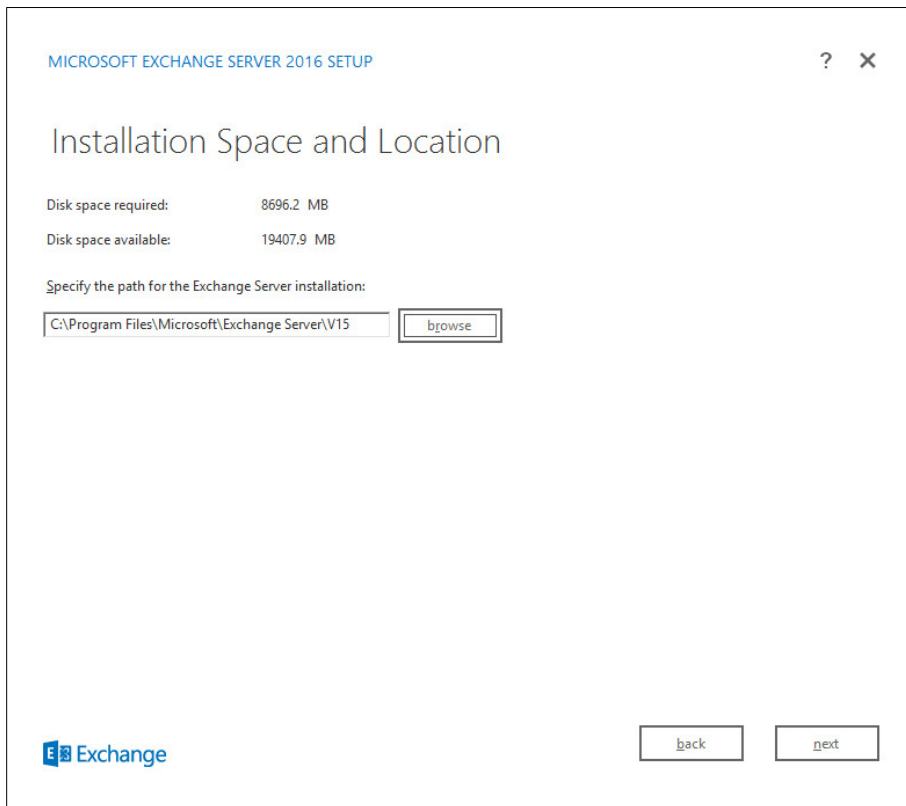 MICROSOFT EXCHANGE SERVER 2016 SETUP ?
Installation Space and Location
Disk space required: 8696.2 MB
Disk space available: 19407.9 MB
Specify the path for the Exchange Server installation:
C:\Program Files\Microsoft\Exchange Server\V15 browse
E Exchange
back next